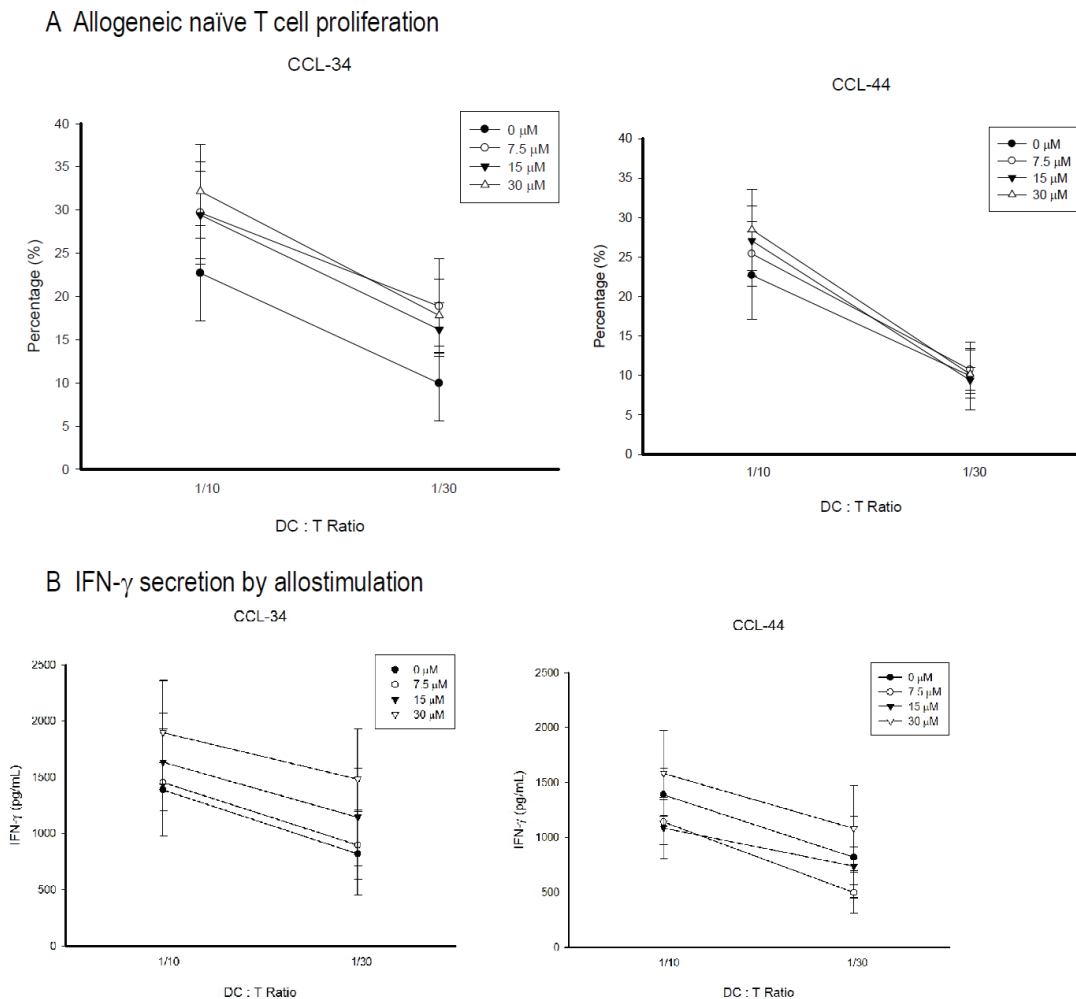 A Allogeneic naïve T cell proliferation
CCL-34
0 μM
7.5 μM
15 μM
30 μM
40
35
30
25
20
15
10
5
0
Percentage (%)
1/10
1/30
DC : T Ratio
CCL-44
0 μM
7.5 μM
15 μM
30 μM
40
35
30
25
20
15
10
5
0
Percentage (%)
1/10
1/30
DC : T Ratio
B IFN-γ secretion by allostimulation
CCL-34
0 μM
7.5 μM
15 μM
30 μM
2500
2000
1500
1000
500
0
IFN-γ (pg/mL)
1/10
1/30
DC : T Ratio
CCL-44
0 μM
7.5 μM
15 μM
30 μM
2500
2000
1500
1000
500
0
IFN-γ (pg/mL)
1/10
1/30
DC : T Ratio